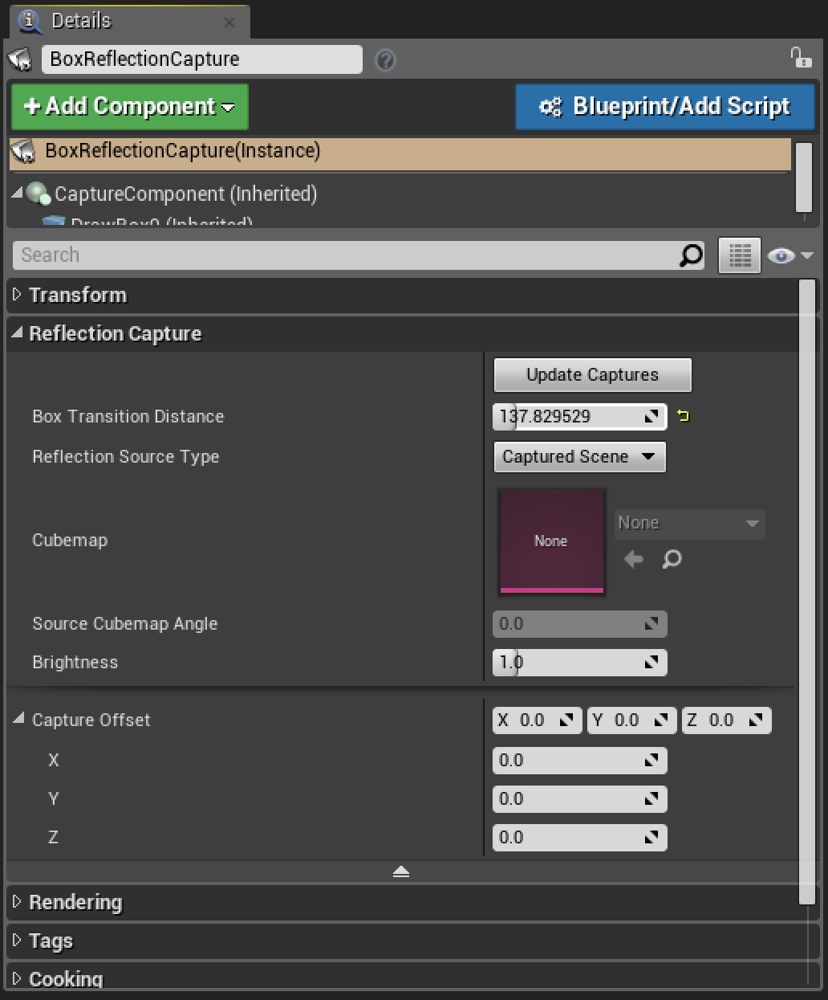 Details
BoxReflectionCapture
+ Add Component
Blueprint/Add Script
BoxReflectionCapture(Instance)
CaptureComponent (Inherited)
DrawBox0 (Inherited)
Search
Transform
Reflection Capture
Update Captures
Box Transition Distance 137.829529
Reflection Source Type Captured Scene
Cubemap None None
Source Cubemap Angle 0.0
Brightness 1.0
Capture Offset X 0.0 Y 0.0 Z 0.0
X 0.0
Y 0.0
Z 0.0
Rendering
Tags
Cooking